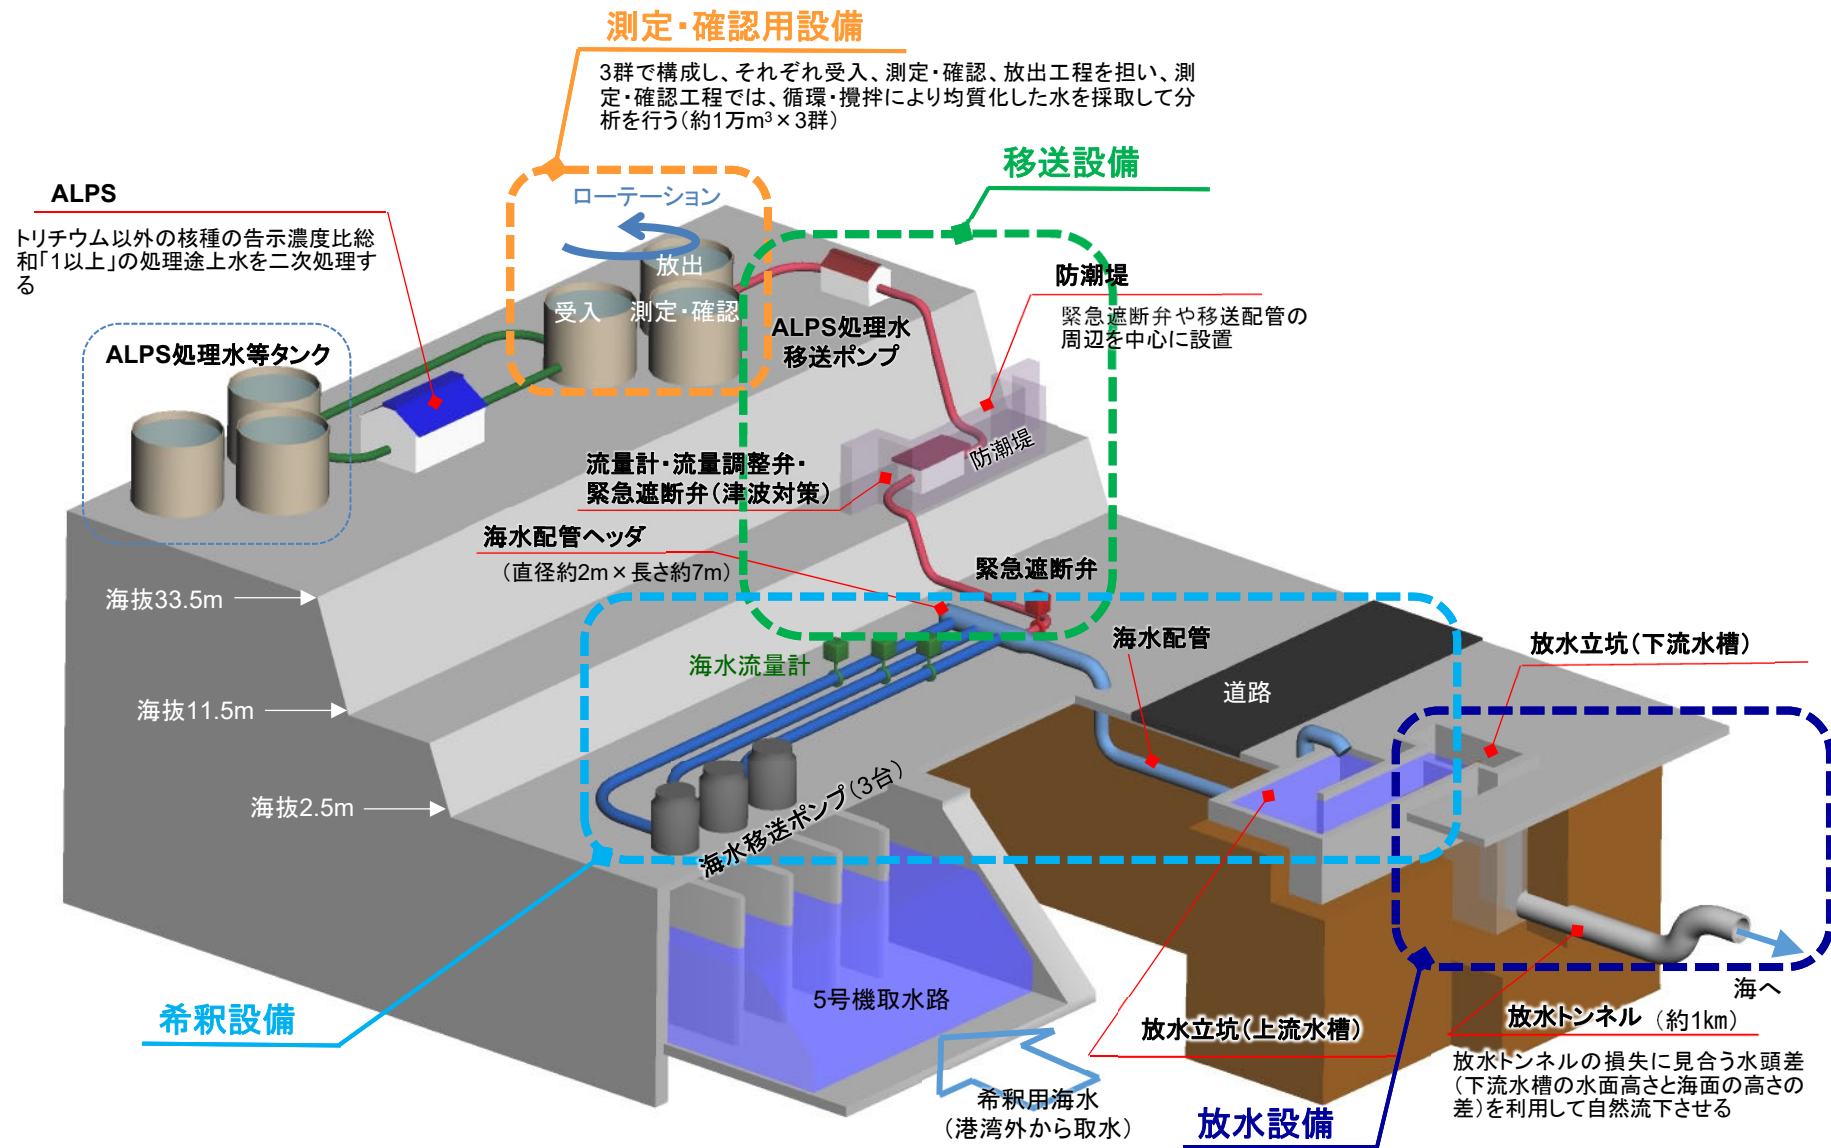 測定・確認用設備
3群で構成し、それぞれ受入、測定・確認、放出工程を担い、測
定・確認工程では、循環・攪拌により均質化した水を採取して分
析を行う（約1万m³×3群）
移送設備
ALPS
トリチウム以外の核種の告示濃度比総
和「1以上」の処理途上水を二次処理す
る
ローテーション
放出
受入
測定・確認
防潮堤
緊急遮断弁や移送配管の
周辺を中心に設置
ALPS処理水
移送ポンプ
ALPS処理水等タンク
防潮堤
流量計・流量調整弁・
緊急遮断弁（津波対策）
海水配管ヘッダ
（直径約2m×長さ約7m）
緊急遮断弁
海抜33.5m
海水配管
放水立坑（下流水槽）
海水流量計
道路
海抜11.5m
海抜2.5m
海水移送ポンプ（3台）
5号機取水路
海へ
希釈設備
放水立坑（上流水槽）
放水トンネル（約1km）
放水トンネルの損失に見合う水頭差
（下流水槽の水面高さと海面の高さの
差）を利用して自然流下させる
希釈用海水
（港湾外から取水）
放水設備